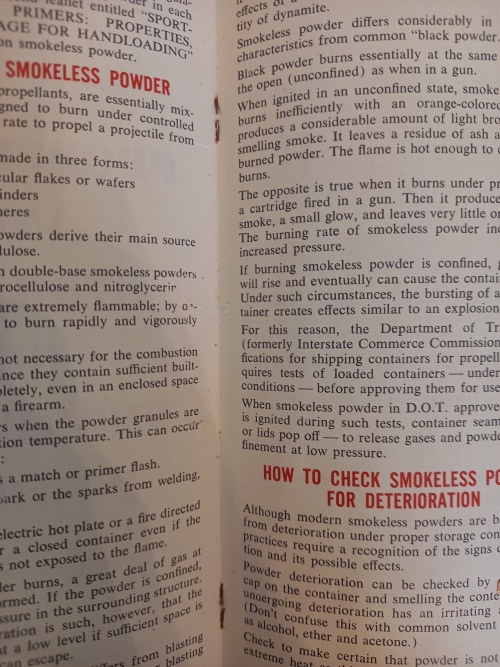 leaflet entitled "SPORT-
PRIMERS: PROPERTIES,
AGE FOR HANDLOADING"
on smokeless powder.
SMOKELESS POWDER
propellants, are essentially mix-
gned to burn under controlled
rate to propel a projectile from
made in three forms:
cular flakes or wafers
inders
heres
owders derive their main source
lulose.
n double-base smokeless powders
rocellulose and nitroglycerin
are extremely flammable; by
to burn rapidly and vigorously
not necessary for the combustion
nce they contain sufficient built-
pletely, even in an enclosed space
a firearm.
rs when the powder granules are
tion temperature. This can occur
:
s a match or primer flash.
park or the sparks from welding,
electric hot plate or a fire directed
r a closed container even if the
s not exposed to the flame.
der burns, a great deal of gas at
ormed. If the powder is confined,
ssure in the surrounding structure.
ration is such, however, that the
at a low level if sufficient space is
can escape.
differs from blasting
blasting
effects of
tity of dynamite.
Smokeless powder differs considerably in
characteristics from common "black powder.
Black powder burns essentially at the same
the open (unconfined) as when in a gun.
When ignited in an unconfined state, smoke
burns inefficiently with an orange-colored
produces a considerable amount of light bro
smelling smoke. It leaves a residue of ash a
burned powder. The flame is hot enough to
burns.
The opposite is true when it burns under pr
a cartridge fired in a gun. Then it produce
smoke, a small glow, and leaves very little or
The burning rate of smokeless powder inc
increased pressure.
If burning smokeless powder is confined, g
will rise and eventually can cause the contai
Under such circumstances, the bursting of a
tainer creates effects similar to an explosion
For this reason, the Department of Tr
(formerly Interstate Commerce Commission
fications for shipping containers for propell
quires tests of loaded containers — under
conditions — before approving them for use
When smokeless powder in D.O.T. approve
is ignited during such tests, container seam
or lids pop off — to release gases and powde
finement at low pressure.
HOW TO CHECK SMOKELESS PO
FOR DETERIORATION
Although modern smokeless powders are b
from deterioration under proper storage con
practices require a recognition of the signs
tion and its possible effects.
Powder deterioration can be checked by
cap on the container and smelling the conte
undergoing deterioration has an irritating
(Don't confuse this with common solvent
as alcohol, ether and acetone.)
Check to make certain that powder is not
extreme heat